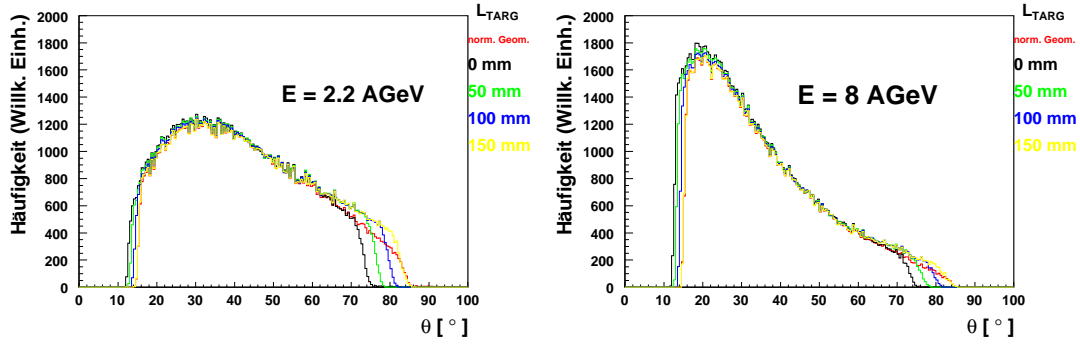 Häufigkeit (Willk. Einh.)
2000
1800
1600
1400
1200
1000
800
600
400
200
0
0 10 20 30 40 50 60 70 80 90 100
θ [ ° ]
E = 2.2 AGeV
L_TARG
norm. Geom.
0 mm
50 mm
100 mm
150 mm
Häufigkeit (Willk. Einh.)
2000
1800
1600
1400
1200
1000
800
600
400
200
0
0 10 20 30 40 50 60 70 80 90 100
θ [ ° ]
E = 8 AGeV
L_TARG
norm. Geom.
0 mm
50 mm
100 mm
150 mm